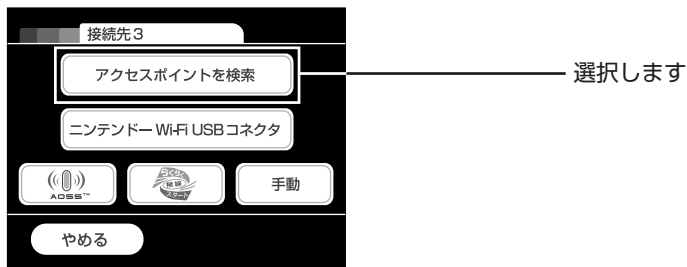 接続先3
アクセスポイントを検索
選択します
ニンテンドーWi-Fi USBコネクタ
AOSS™
らくらく
無線
スタート
手動
やめる